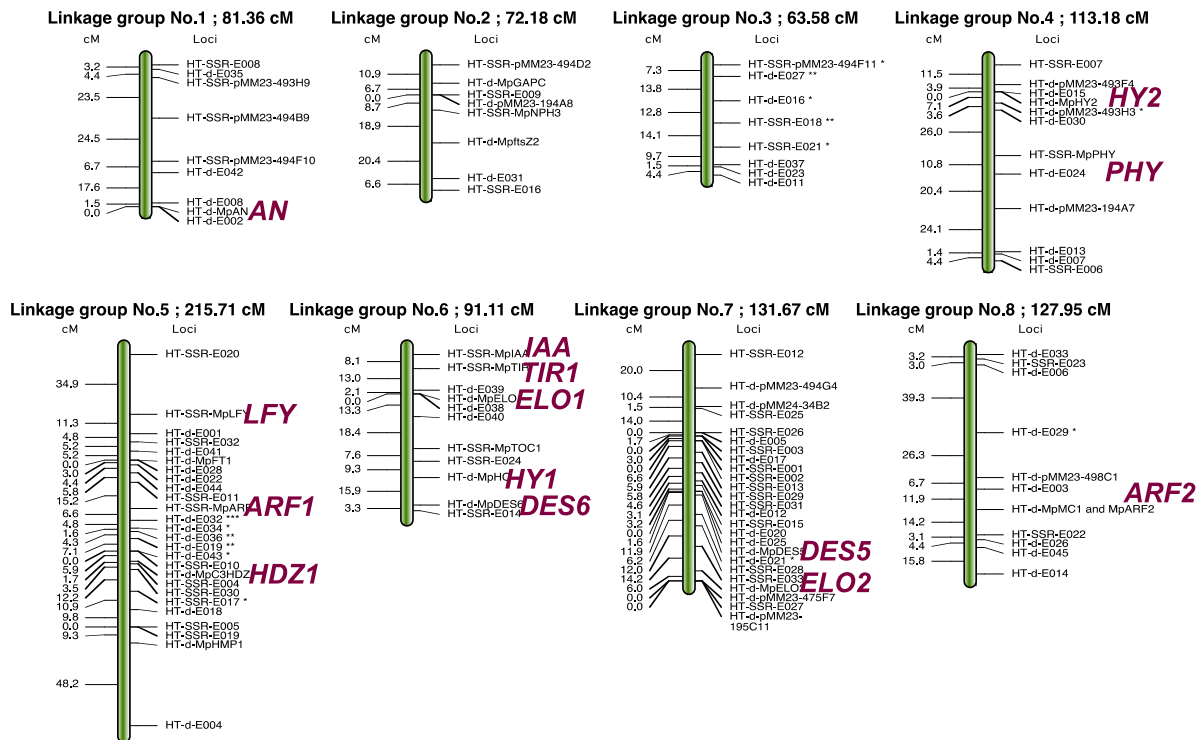 Linkage group No.1 ; 81.36 cM
cM
Loci
3.2
4.4
23.5
24.5
6.7
17.6
1.5
0.0
HT-SSR-E008
HT-d-E035
HT-SSR-pMM23-493H9
HT-SSR-pMM23-494B9
HT-SSR-pMM23-494F10
HT-d-E042
HT-d-E008
HT-d-MpAN
HT-d-E002
AN
Linkage group No.2 ; 72.18 cM
cM
Loci
10.9
6.7
0.0
8.7
18.9
20.4
6.6
HT-SSR-pMM23-494D2
HT-d-MpGAPC
HT-SSR-E009
HT-d-pMM23-194A8
HT-SSR-MpNPH3
HT-d-MpftsZ2
HT-d-E031
HT-SSR-E016
Linkage group No.3 ; 63.58 cM
cM
Loci
7.3
13.8
12.8
14.1
9.7
1.5
4.4
HT-SSR-pMM23-494F11 *
HT-d-E027 **
HT-d-E016 *
HT-SSR-E018 **
HT-SSR-E021 *
HT-d-E037
HT-d-E023
HT-d-E011
Linkage group No.4 ; 113.18 cM
cM
Loci
11.5
3.9
0.0
7.1
3.6
26.0
10.8
20.4
24.1
1.4
4.4
HT-SSR-E007
HT-d-pMM23-493F4
HT-d-E015
HT-d-MpHY2
HT-d-pMM23-493H3 *
HT-d-E030
HT-SSR-MpPHY
HT-d-E024
HT-d-pMM23-194A7
HT-d-E013
HT-d-E007
HT-SSR-E006
HY2
PHY
Linkage group No.5 ; 215.71 cM
cM
Loci
34.9
11.3
4.8
5.2
5.2
0.0
3.0
4.4
5.8
15.2
6.6
4.8
1.6
4.3
7.1
0.0
5.9
1.7
3.5
12.2
10.9
9.8
0.0
9.3
48.2
HT-SSR-E020
HT-SSR-MpLFY
HT-d-E001
HT-SSR-E032
HT-d-E041
HT-d-MpFT1
HT-d-E028
HT-d-E022
HT-d-E044
HT-SSR-E011
HT-SSR-MpARF
HT-d-E032 ***
HT-d-E034 *
HT-d-E036 **
HT-d-E019 **
HT-d-E043 *
HT-SSR-E010
HT-d-MpC3HDZ
HT-SSR-E004
HT-SSR-E030
HT-SSR-E017 *
HT-d-E018
HT-SSR-E005
HT-SSR-E019
HT-d-MpHMP1
HT-d-E004
LFY
ARF1
HDZ1
Linkage group No.6 ; 91.11 cM
cM
Loci
8.1
13.0
2.1
0.0
13.3
18.4
7.6
9.3
15.9
3.3
HT-SSR-MpIAA
HT-SSR-MpTIR
HT-d-E039
HT-d-MpELO
HT-d-E038
HT-d-E040
HT-SSR-MpTOC1
HT-SSR-E024
HT-d-MpHO
HT-d-MpDES6
HT-SSR-E014
IAA
TIR1
ELO1
HY1
DES6
Linkage group No.7 ; 131.67 cM
cM
Loci
20.0
10.4
1.5
14.0
0.0
1.7
3.0
0.0
0.0
6.6
5.9
5.8
4.6
3.1
3.2
0.0
1.6
11.9
6.2
12.0
14.2
6.0
0.0
0.0
HT-SSR-E012
HT-d-pMM23-494G4
HT-d-pMM24-34B2
HT-SSR-E025
HT-SSR-E026
HT-d-E005
HT-SSR-E003
HT-d-E017
HT-SSR-E001
HT-SSR-E002
HT-SSR-E013
HT-SSR-E029
HT-SSR-E031
HT-d-E012
HT-SSR-E015
HT-d-E020
HT-d-E025
HT-d-MpDES5
HT-d-E021 *
HT-SSR-E028
HT-SSR-E033
HT-d-MpELO
HT-d-pMM23-475F7
HT-SSR-E027
HT-d-pMM23-
195C11
DES5
ELO2
Linkage group No.8 ; 127.95 cM
cM
Loci
3.2
3.0
39.3
26.3
6.7
11.9
14.2
3.1
4.4
15.8
HT-d-E033
HT-SSR-E023
HT-d-E006
HT-d-E029 *
HT-d-pMM23-498C1
HT-d-E003
HT-d-MpMC1 and MpARF2
HT-SSR-E022
HT-d-E026
HT-d-E045
HT-d-E014
ARF2